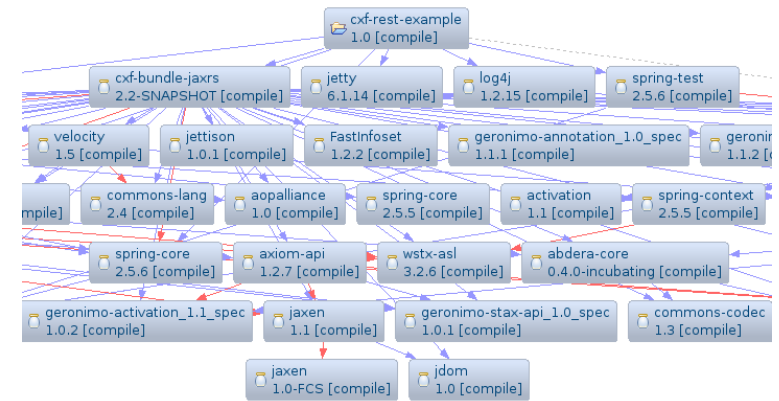 cxf-rest-example
1.0 [compile]
cxf-bundle-jaxrs
2.2-SNAPSHOT [compile]
jetty
6.1.14 [compile]
log4j
1.2.15 [compile]
spring-test
2.5.6 [compile]
velocity
1.5 [compile]
jettison
1.0.1 [compile]
FastInfoset
1.2.2 [compile]
geronimo-annotation_1.0_spec
1.1.1 [compile]
geroni
1.1.2 [c
mpile]
commons-lang
2.4 [compile]
aopalliance
1.0 [compile]
spring-core
2.5.5 [compile]
activation
1.1 [compile]
spring-context
2.5.5 [compile]
spring-core
2.5.6 [compile]
axiom-api
1.2.7 [compile]
wstx-asl
3.2.6 [compile]
abdera-core
0.4.0-incubating [compile]
geronimo-activation_1.1_spec
1.0.2 [compile]
jaxen
1.1 [compile]
geronimo-stax-api_1.0_spec
1.0.1 [compile]
commons-codec
1.3 [compile]
jaxen
1.0-FCS [compile]
jdom
1.0 [compile]